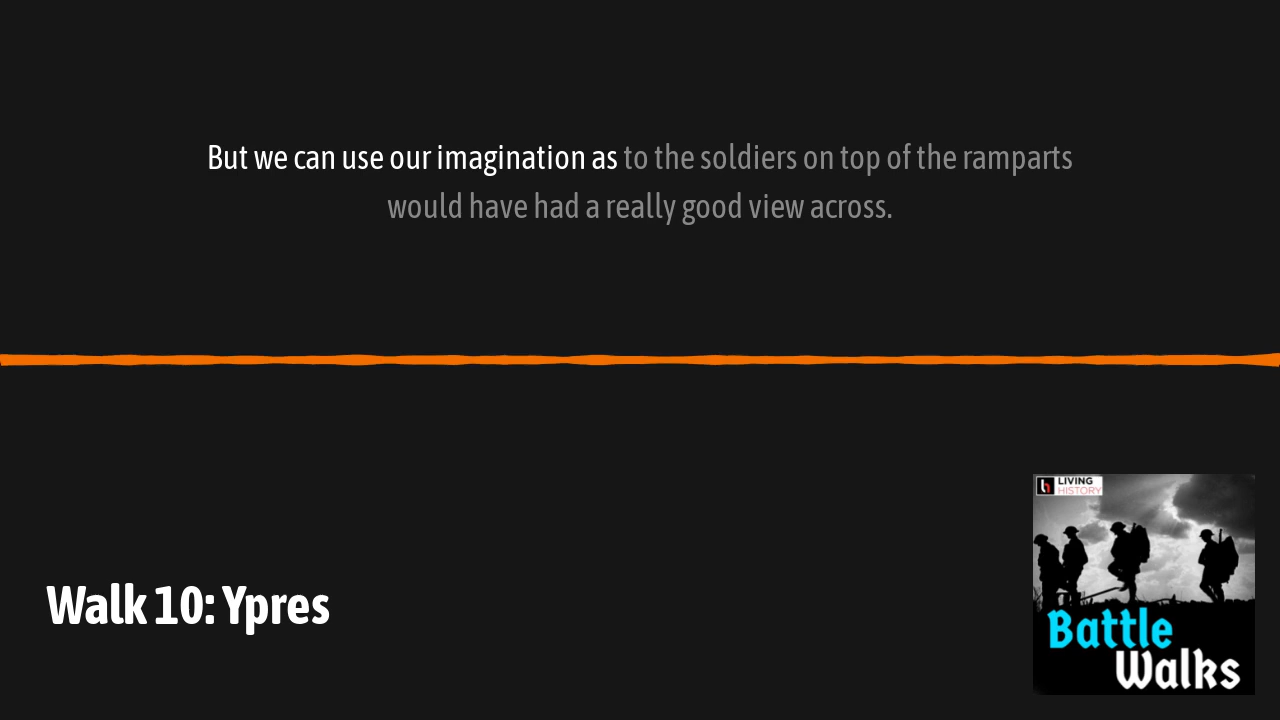 But we can use our imagination as to the soldiers on top of the ramparts
would have had a really good view across.
LIVING
HISTORY
Battle
Walks
Walk 10: Ypres